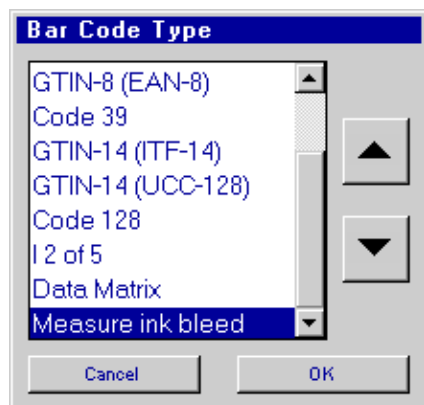 Bar Code Type
GTIN-8 (EAN-8)
Code 39
GTIN-14 (ITF-14)
GTIN-14 (UCC-128)
Code 128
I 2 of 5
Data Matrix
Measure ink bleed
Cancel
OK